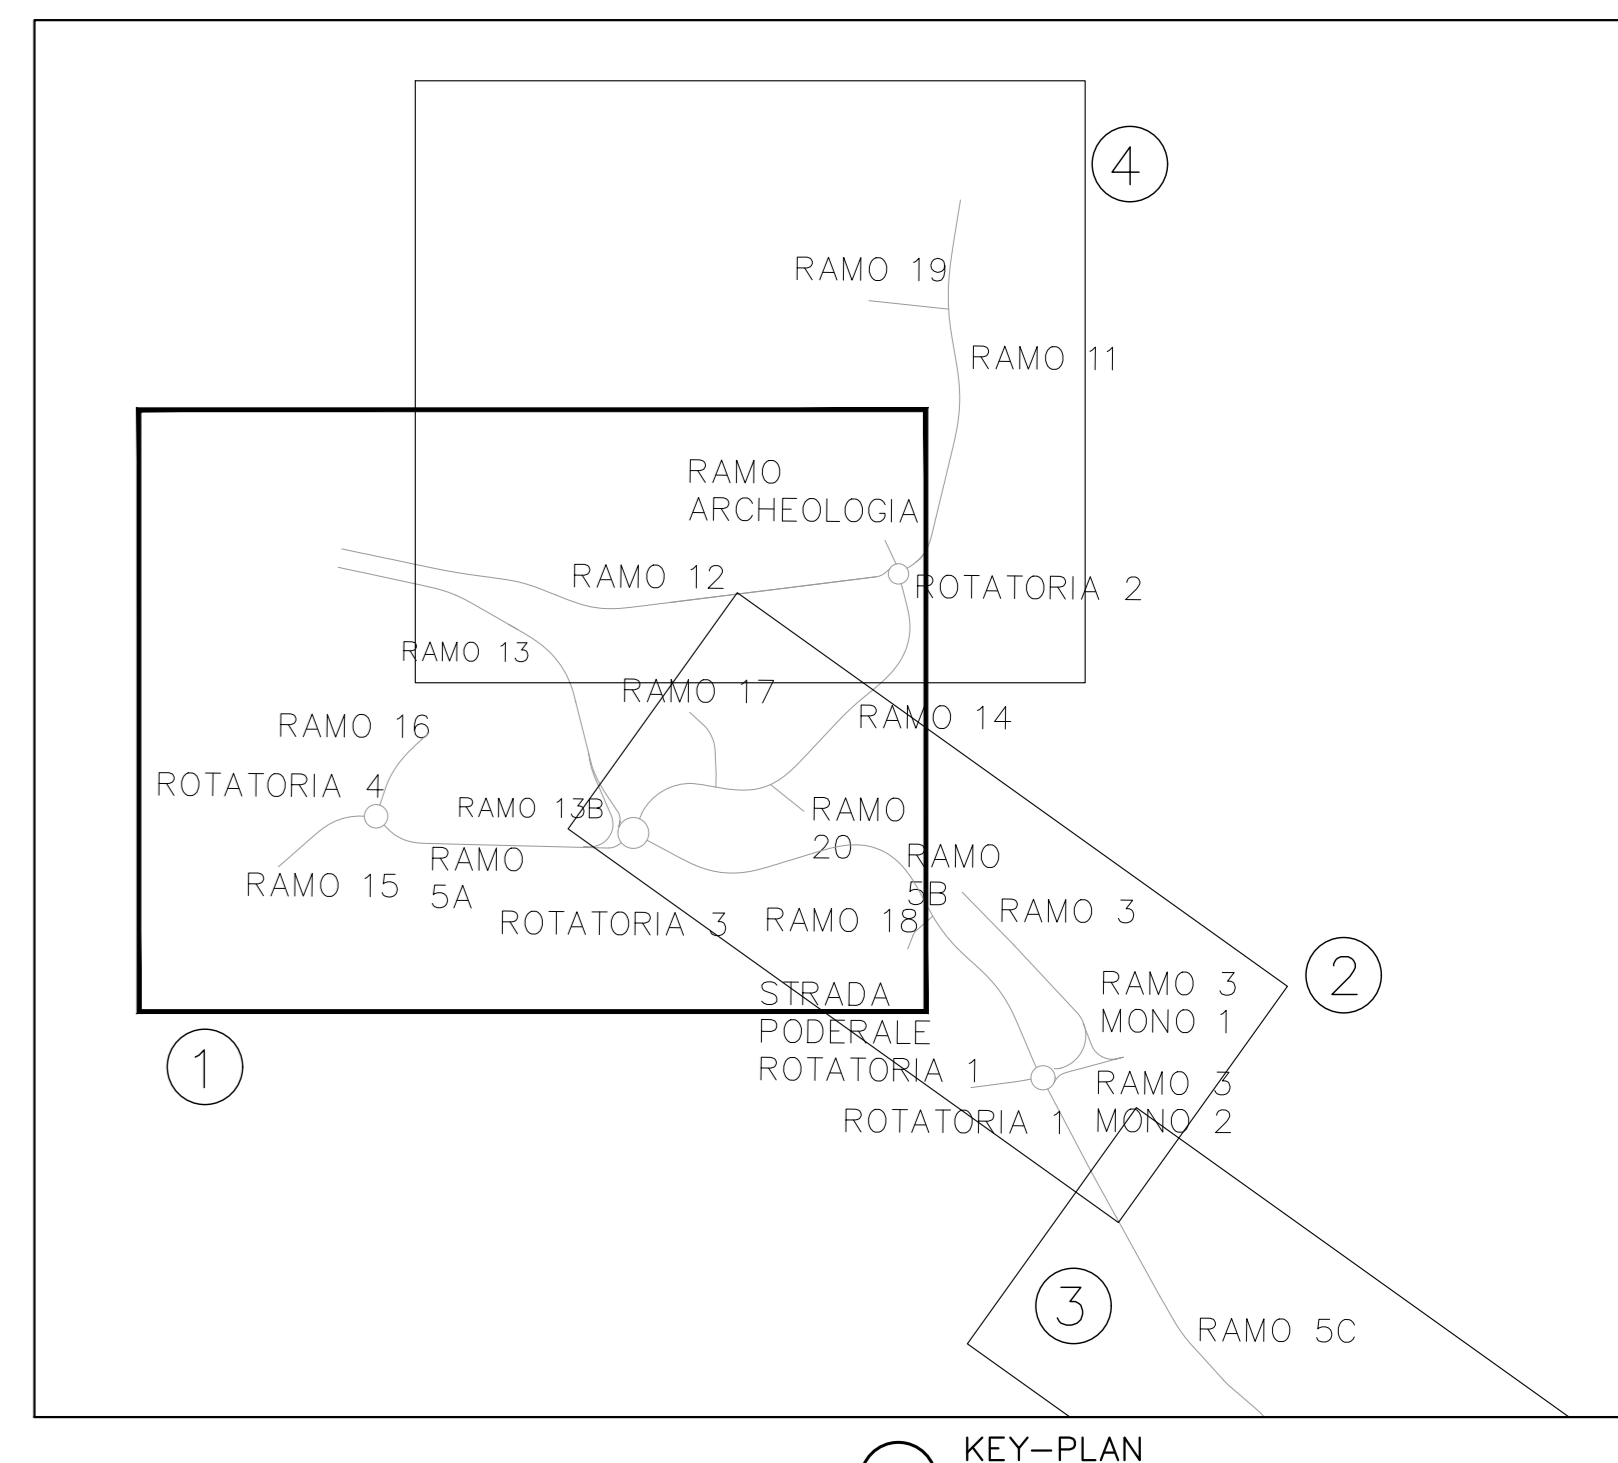 4
RAMO 19
RAMO 11
RAMO
ARCHEOLOGIA
RAMO 12
ROTATORIA 2
RAMO 13
RAMO 17
RAMO 14
RAMO 16
ROTATORIA 4
RAMO 13B
RAMO
20
RAMO
5A
RAMO 15
RAMO
5B
ROTATORIA 3
RAMO 18
RAMO 3
2
STRADA
PODERALE
ROTATORIA 1
RAMO 3
MONO 1
1
RAMO 3
MONO 2
ROTATORIA 1
3
RAMO 5C
KEY-PLAN